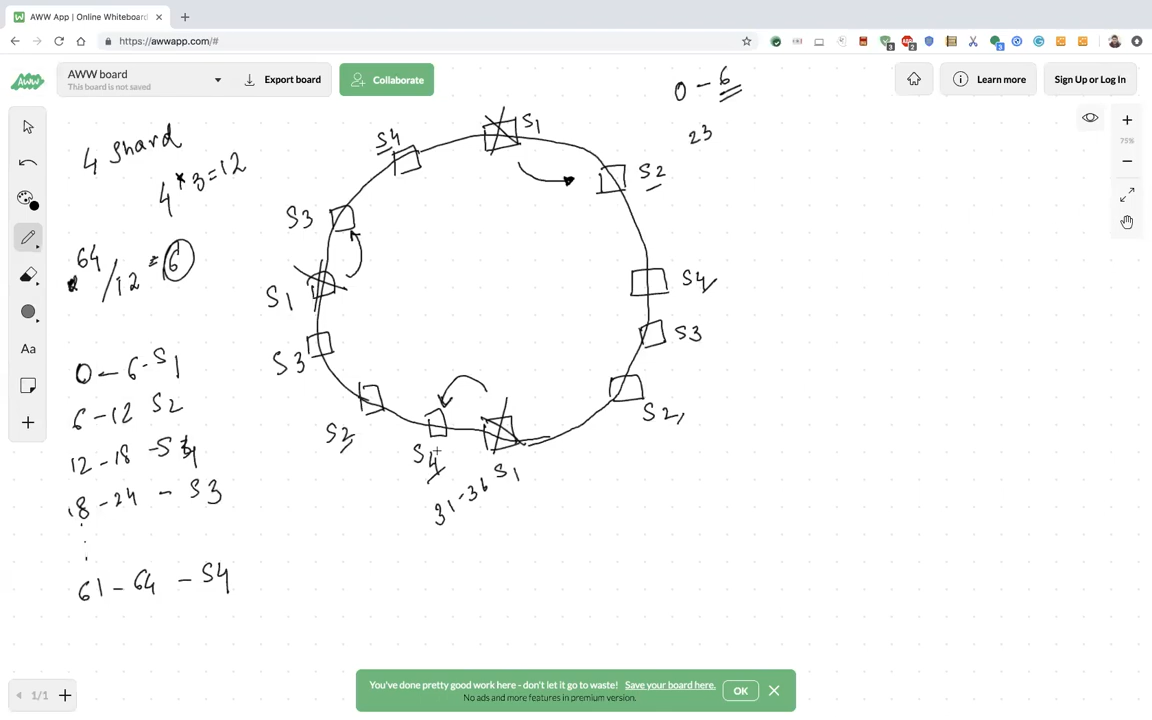 AWW App | Online Whiteboard
https://awwapp.com/#
AWW board
This board is not saved
Export board
Collaborate
Learn more
Sign Up or Log In
75%
Aa
4 Shard
4*3=12
64/12 = 6
0-6-S1
6-12 S2
12-18 -S4
18-24 - S3
61-64 - S4
S1
S2
S4
S3
S2
S1
31-36
S4
S2
S3
S1
S3
S4
0-6
23
1/1
You've done pretty good work here - don't let it go to waste! Save your board here.
No ads and more features in premium version.
OK